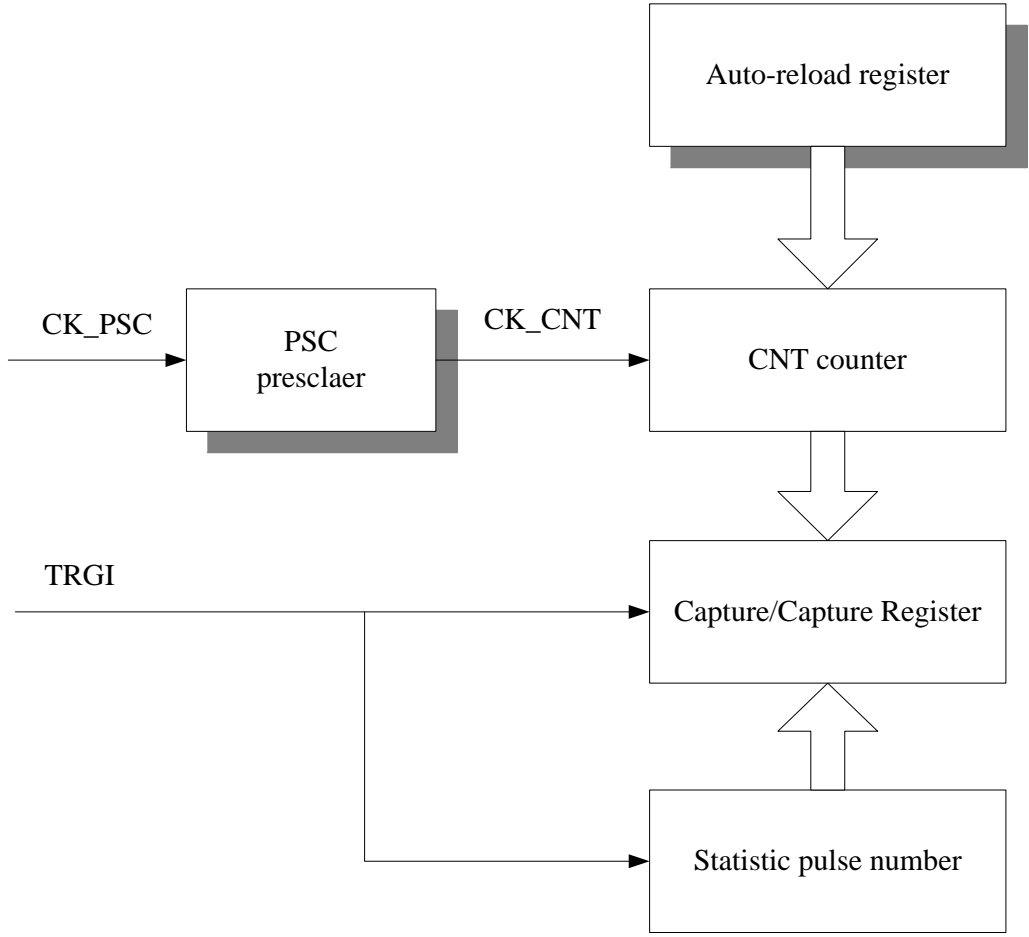 Auto-reload register
CK_PSC
PSC
presclaer
CK_CNT
CNT counter
TRGI
Capture/Capture Register
Statistic pulse number